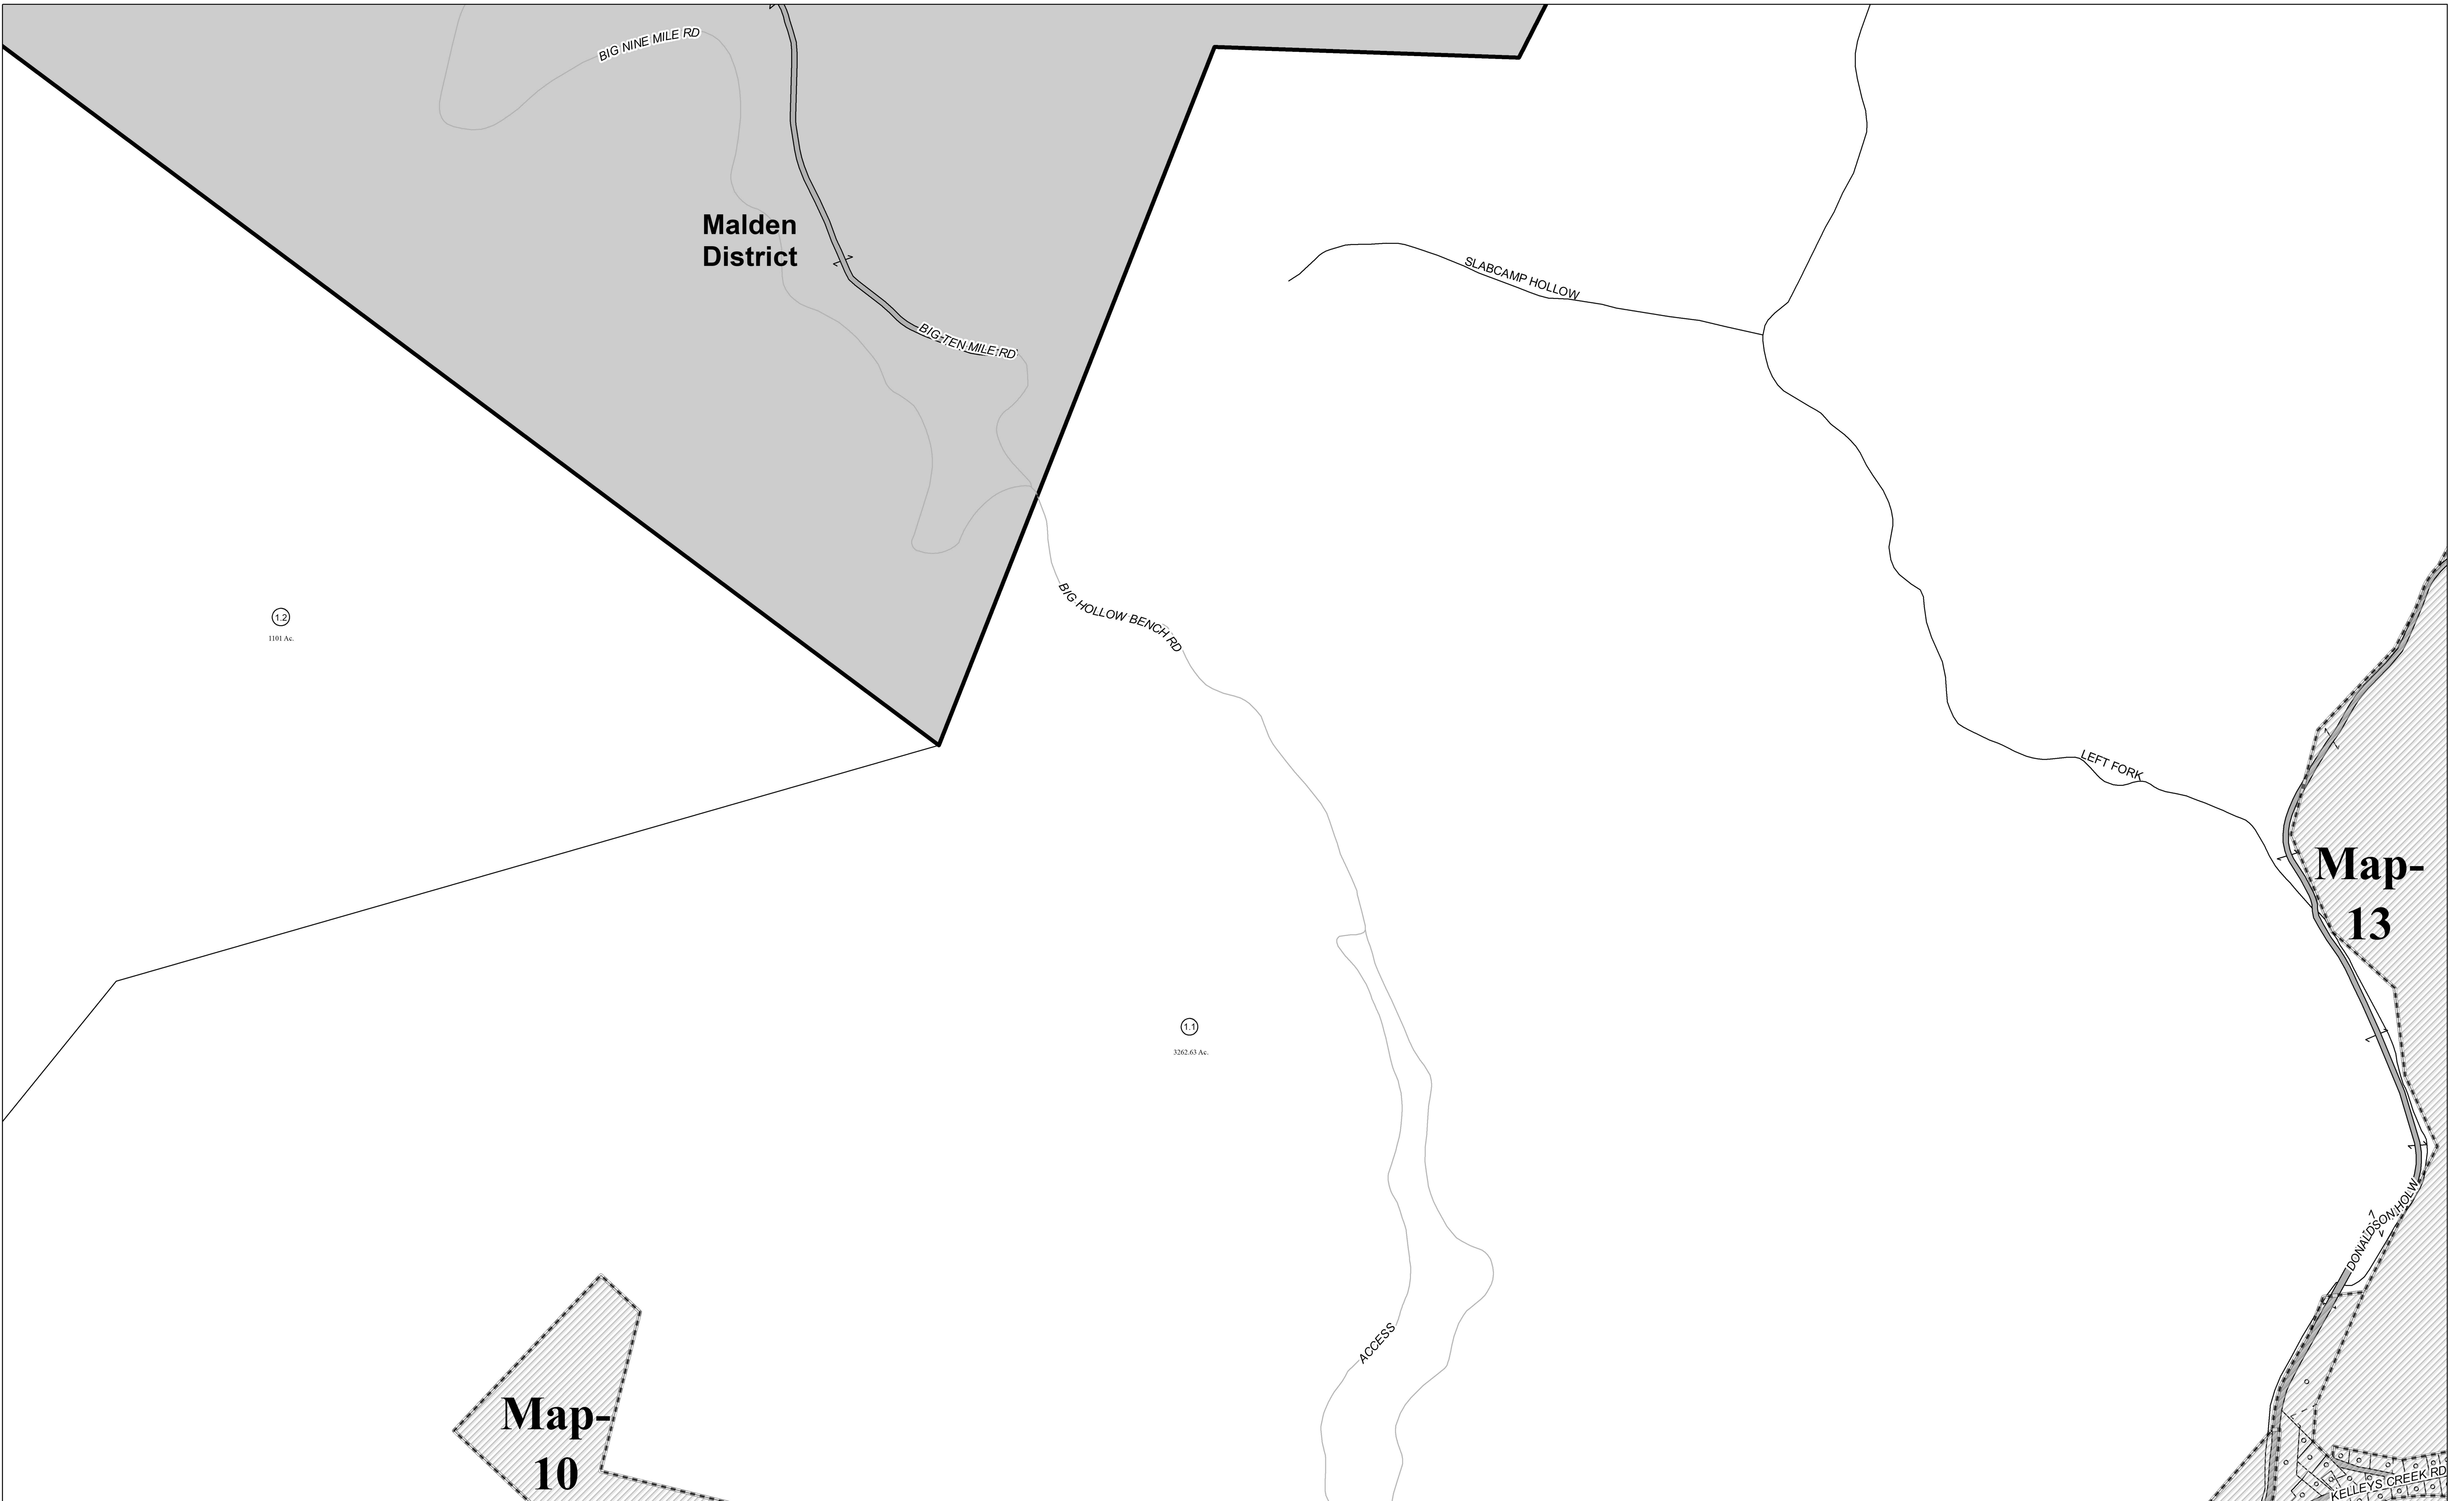 BIG NINE MILE RD
Malden
District
SLABCAMP HOLLOW
BIG TEN MILE RD
BIG HOLLOW BENCH RD
1.2
1101 Ac.
LEFT FORK
Map-
13
1.1
3262.63 Ac.
DONALDSON HOLW
ACCESS
Map-
10
KELLEYS CREEK RD